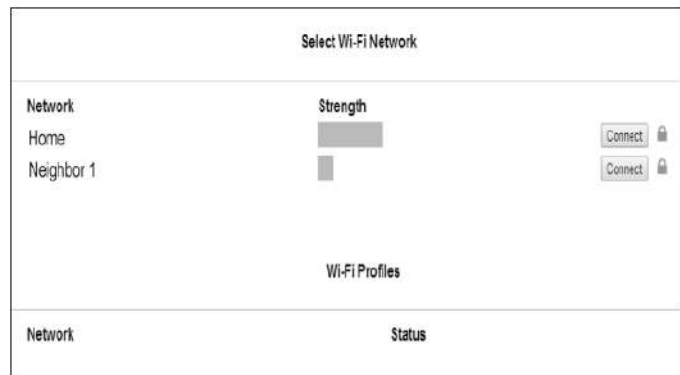 Select Wi-Fi Network
Network Strength
Home Connect
Neighbor 1 Connect
Wi-Fi Profiles
Network Status